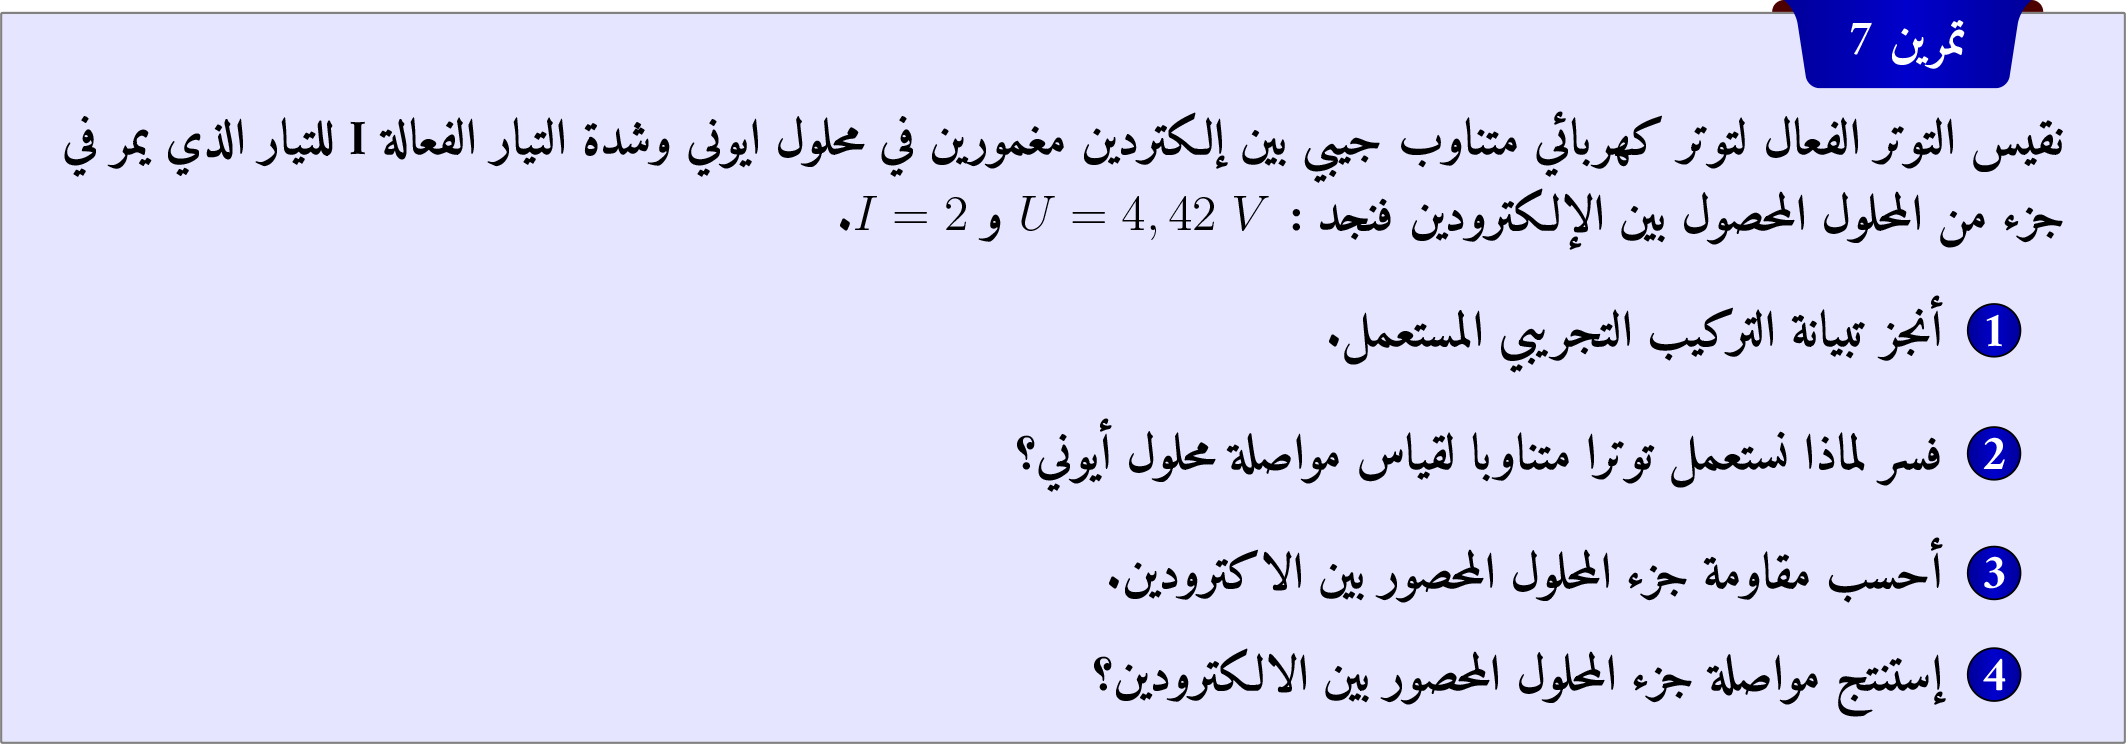 تمرين 7
نقيس التوتر الفعال لتوتر كهربائي متناوب جيبي بين إلكتردين مغمورين في محلول ايوني وشدة التيار الفعالة I للتيار الذي يمر في
جزء من المحلول المحصول بين الإلكترودين فنجد : U = 4, 42 V و I = 2.
1 أنجز تبيانة التركيب التجريبي المستعمل.
2 فسر لماذا نستعمل توترا متناوبا لقياس مواصلة محلول أيوني؟
3 أحسب مقاومة جزء المحلول المحصور بين الاكترودين.
4 إستنتج مواصلة جزء المحلول المحصور بين الالكترودين؟